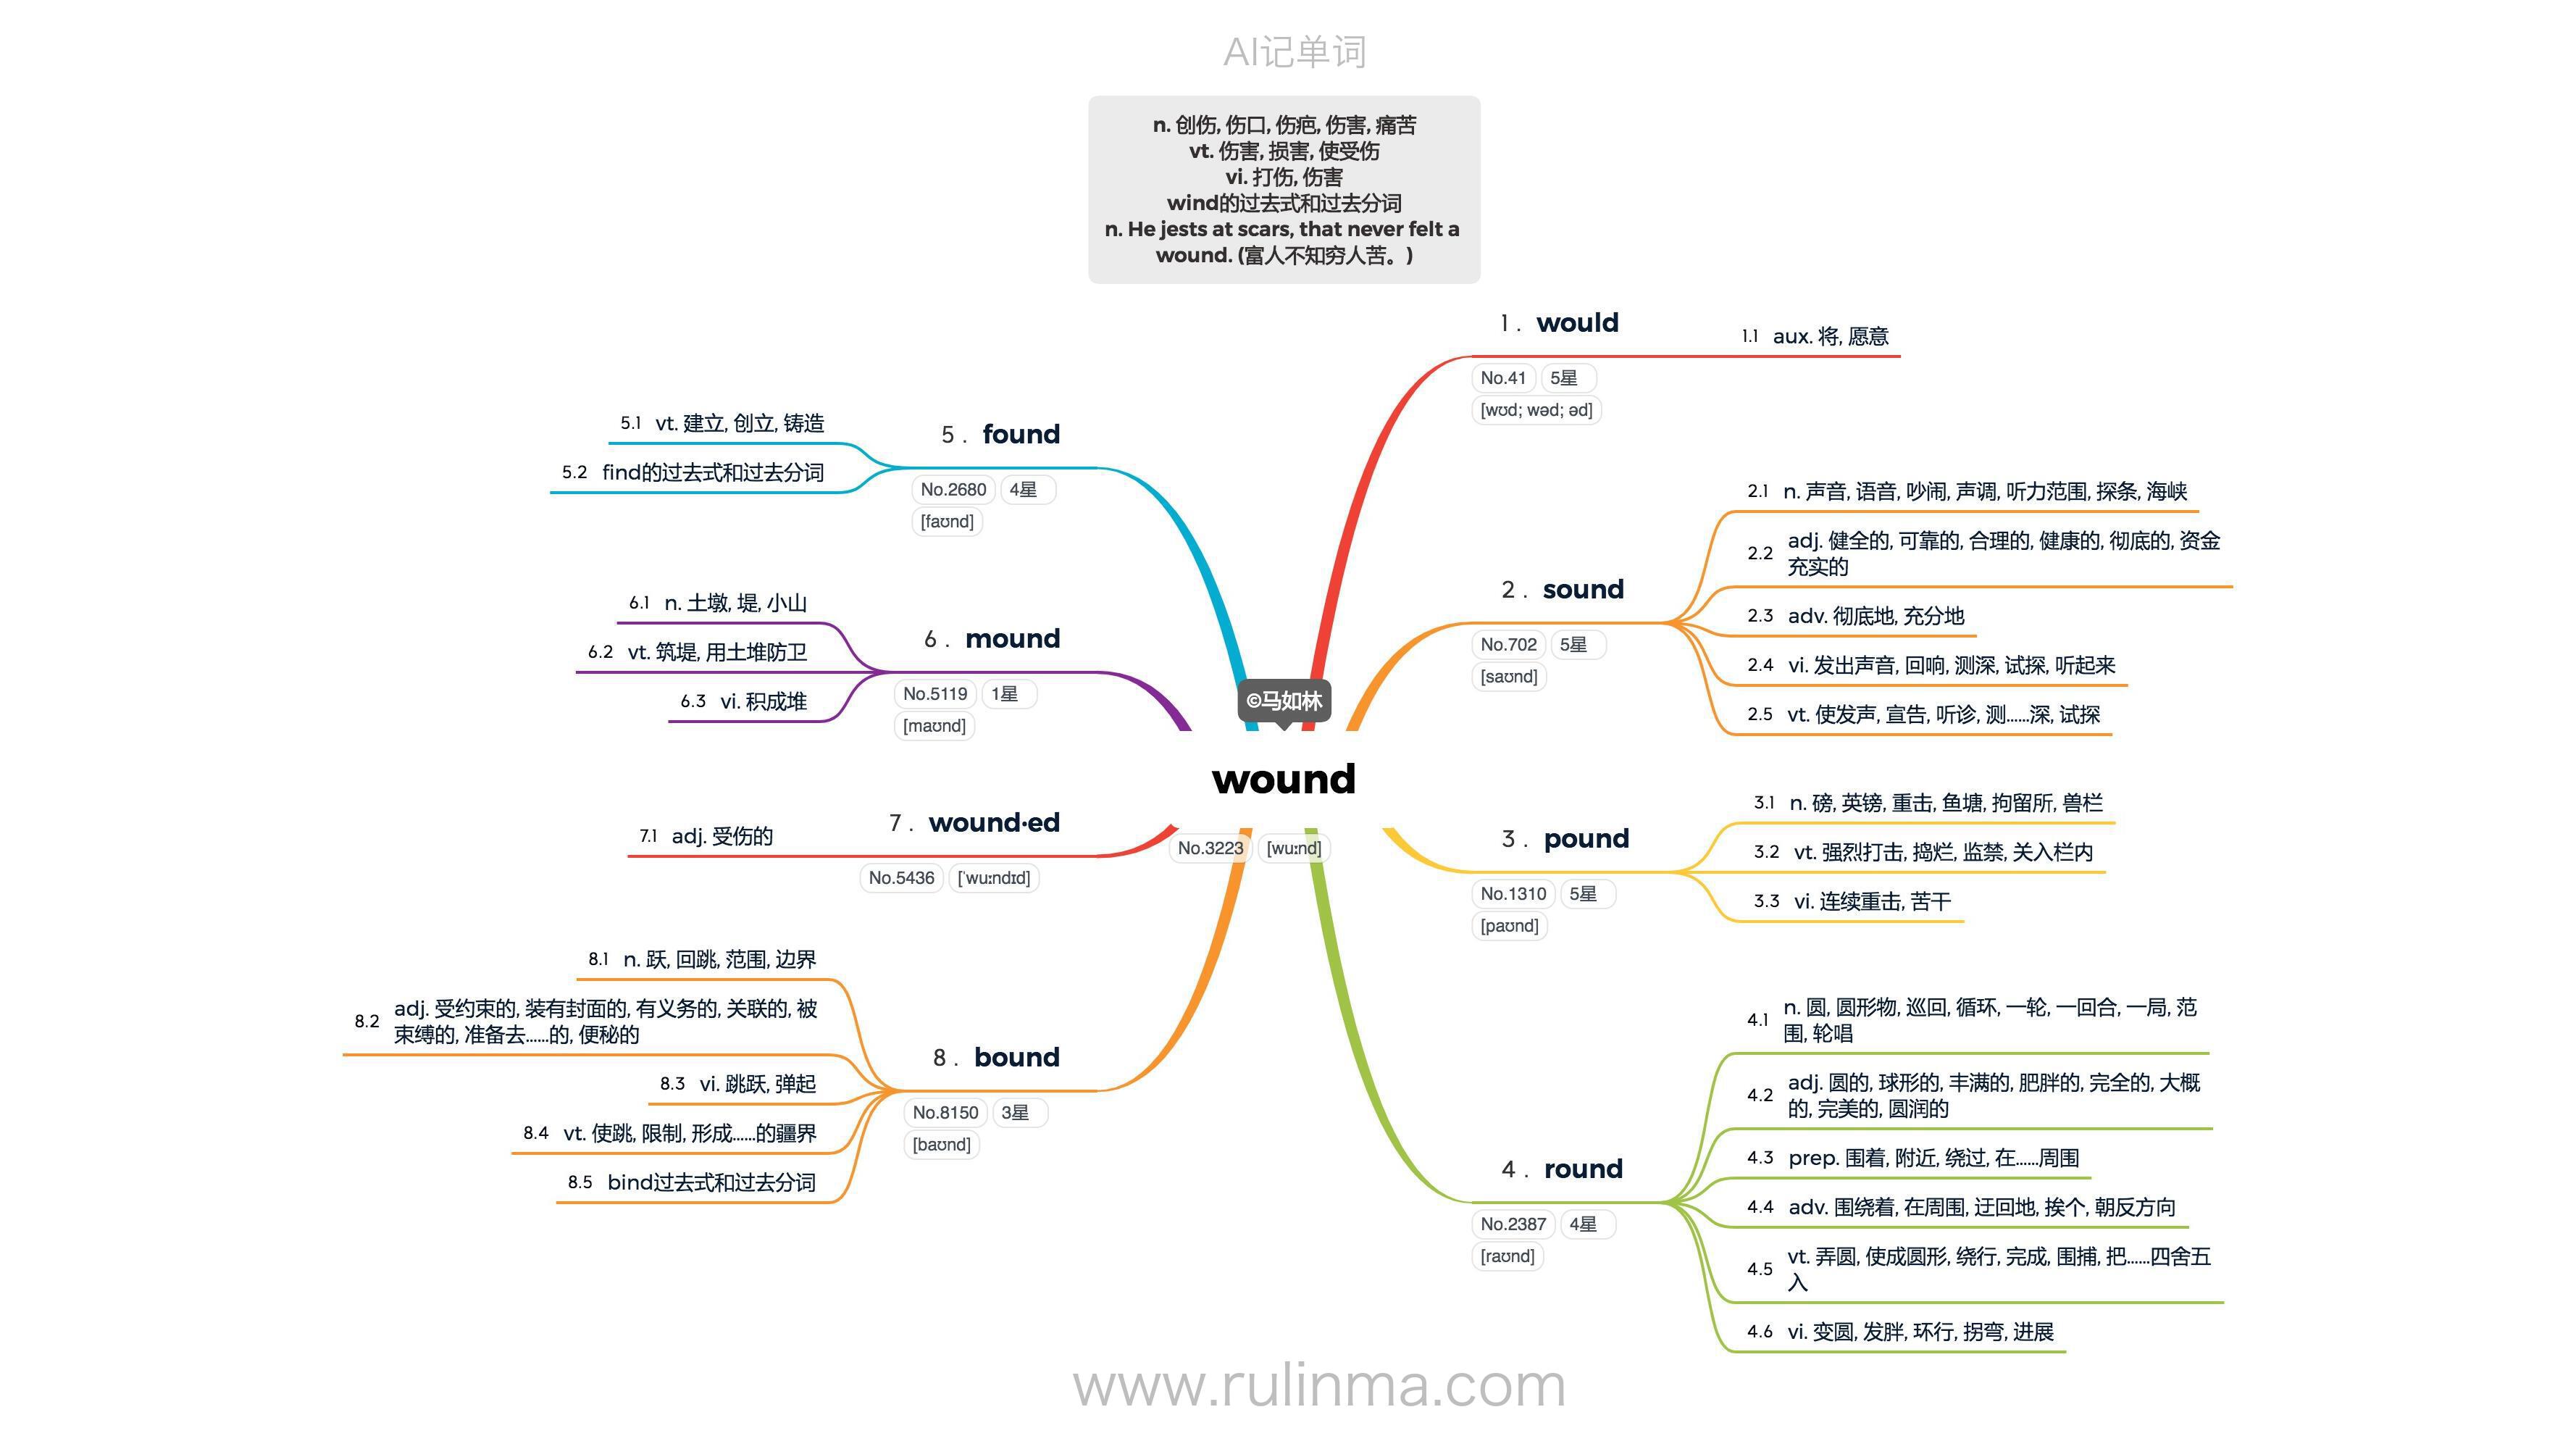 AI记单词
n. 创伤, 伤口, 伤疤, 伤害, 痛苦
vt. 伤害, 损害, 使受伤
vi. 打伤, 伤害
wind的过去式和过去分词
n. He jests at scars, that never felt a
wound. (富人不知穷人苦。)
©马如林
wound
No.3223 [wuːnd]
1 . would
No.41 5星
[wʊd; wəd; əd]
1.1 aux. 将, 愿意
2 . sound
No.702 5星
[saʊnd]
2.1 n. 声音, 语音, 吵闹, 声调, 听力范围, 探条, 海峡
2.2 adj. 健全的, 可靠的, 合理的, 健康的, 彻底的, 资金
充实的
2.3 adv. 彻底地, 充分地
2.4 vi. 发出声音, 回响, 测深, 试探, 听起来
2.5 vt. 使发声, 宣告, 听诊, 测……深, 试探
3 . pound
No.1310 5星
[paʊnd]
3.1 n. 磅, 英镑, 重击, 鱼塘, 拘留所, 兽栏
3.2 vt. 强烈打击, 捣烂, 监禁, 关入栏内
3.3 vi. 连续重击, 苦干
4 . round
No.2387 4星
[raʊnd]
4.1 n. 圆, 圆形物, 巡回, 循环, 一轮, 一回合, 一局, 范
围, 轮唱
4.2 adj. 圆的, 球形的, 丰满的, 肥胖的, 完全的, 大概
的, 完美的, 圆润的
4.3 prep. 围着, 附近, 绕过, 在……周围
4.4 adv. 围绕着, 在周围, 迂回地, 挨个, 朝反方向
4.5 vt. 弄圆, 使成圆形, 绕行, 完成, 围捕, 把……四舍五
入
4.6 vi. 变圆, 发胖, 环行, 拐弯, 进展
5 . found
No.2680 4星
[faʊnd]
5.1 vt. 建立, 创立, 铸造
5.2 find的过去式和过去分词
6 . mound
No.5119 1星
[maʊnd]
6.1 n. 土墩, 堤, 小山
6.2 vt. 筑堤, 用土堆防卫
6.3 vi. 积成堆
7 . wound·ed
No.5436 [ˈwuːndɪd]
7.1 adj. 受伤的
8 . bound
No.8150 3星
[baʊnd]
8.1 n. 跃, 回跳, 范围, 边界
8.2 adj. 受约束的, 装有封面的, 有义务的, 关联的, 被
束缚的, 准备去……的, 便秘的
8.3 vi. 跳跃, 弹起
8.4 vt. 使跳, 限制, 形成……的疆界
8.5 bind过去式和过去分词
www.rulinma.com